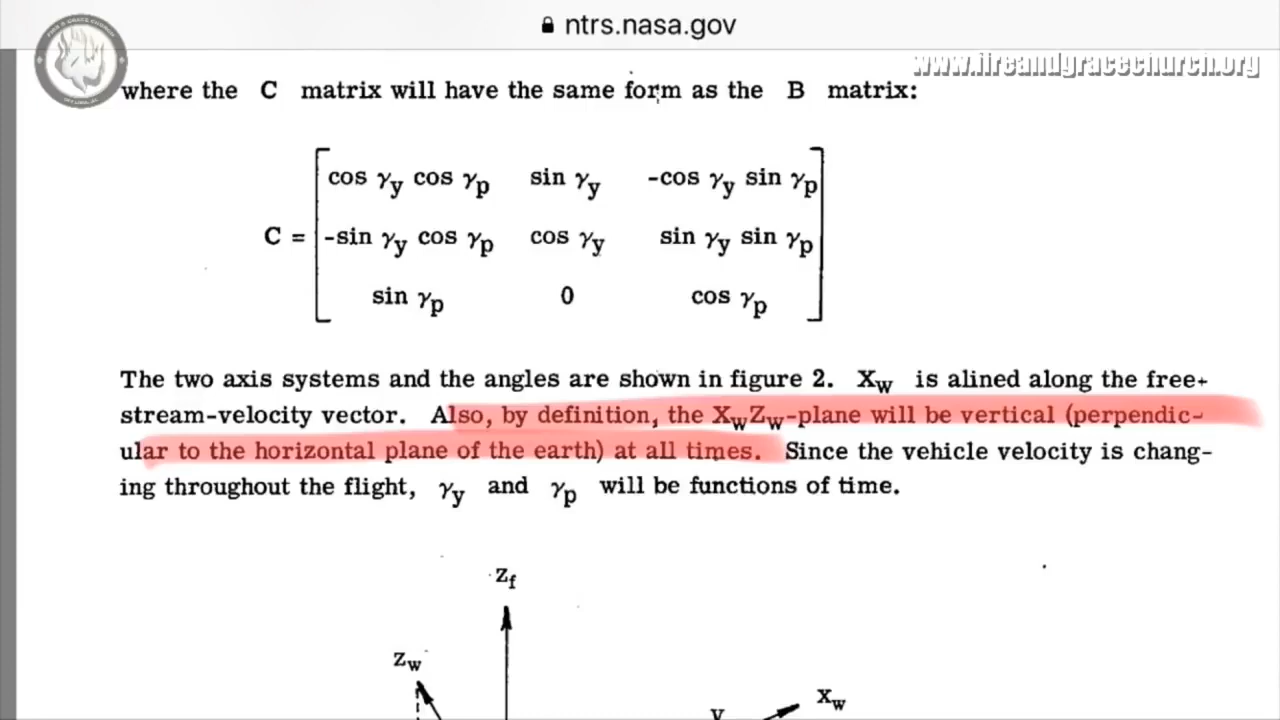 ntrs.nasa.gov
www.fireandgracechurch.org
where the C matrix will have the same form as the B matrix:
cos γy cos γp sin γy -cos γy sin γp
C = -sin γy cos γp cos γy sin γy sin γp
sin γp 0 cos γp
The two axis systems and the angles are shown in figure 2. Xw is alined along the free-
stream-velocity vector. Also, by definition, the XwZw-plane will be vertical (perpendic-
ular to the horizontal plane of the earth) at all times. Since the vehicle velocity is chang-
ing throughout the flight, γy and γp will be functions of time.
Zf
Zw
Xw
V